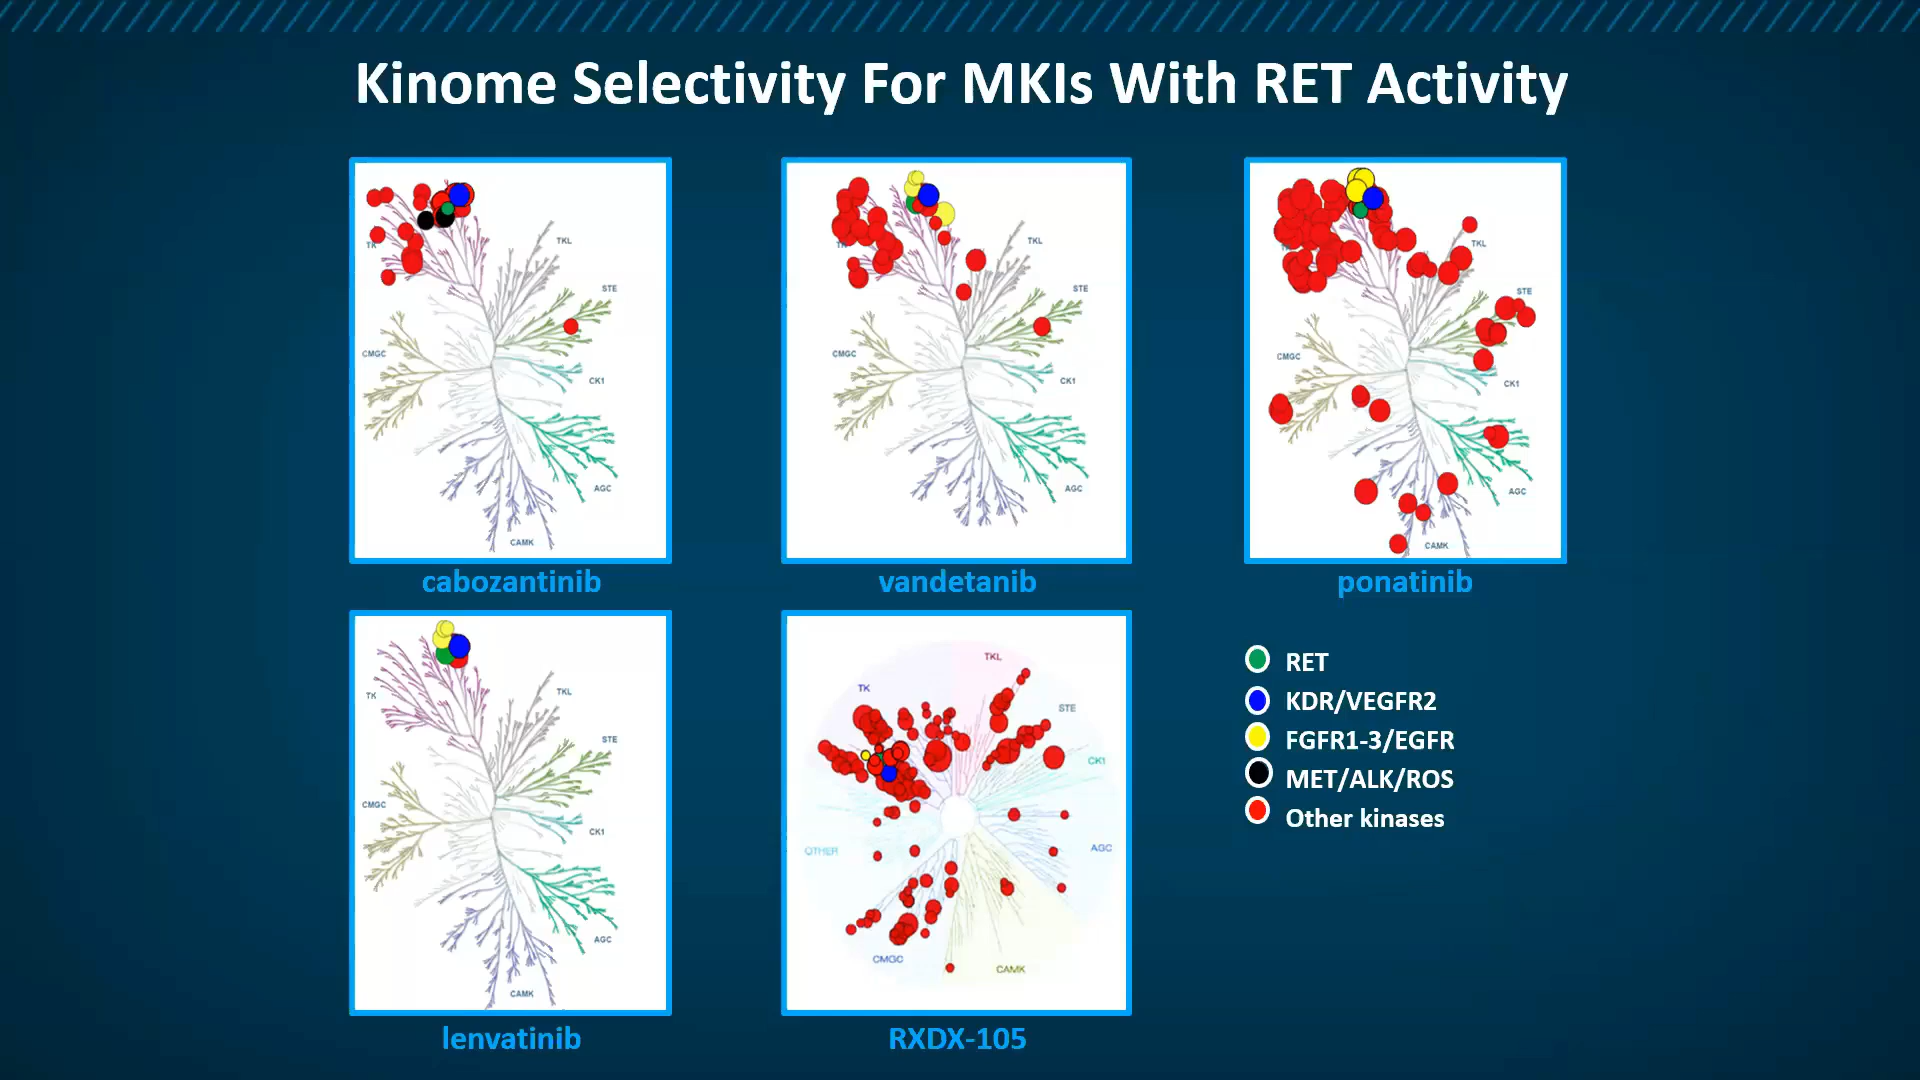 Kinome Selectivity For MKIs With RET Activity
TK
TKL
STE
CMGC
CK1
AGC
CAMK
cabozantinib
TKL
STE
CMGC
CK1
AGC
vandetanib
TKL
STE
CMGC
CK1
AGC
CAMK
ponatinib
TK
TKL
STE
CMGC
CK1
AGC
CAMK
lenvatinib
TKL
TK
STE
CK1
OTHER
AGC
CMGC
CAMK
RXDX-105
RET
KDR/VEGFR2
FGFR1-3/EGFR
MET/ALK/ROS
Other kinases